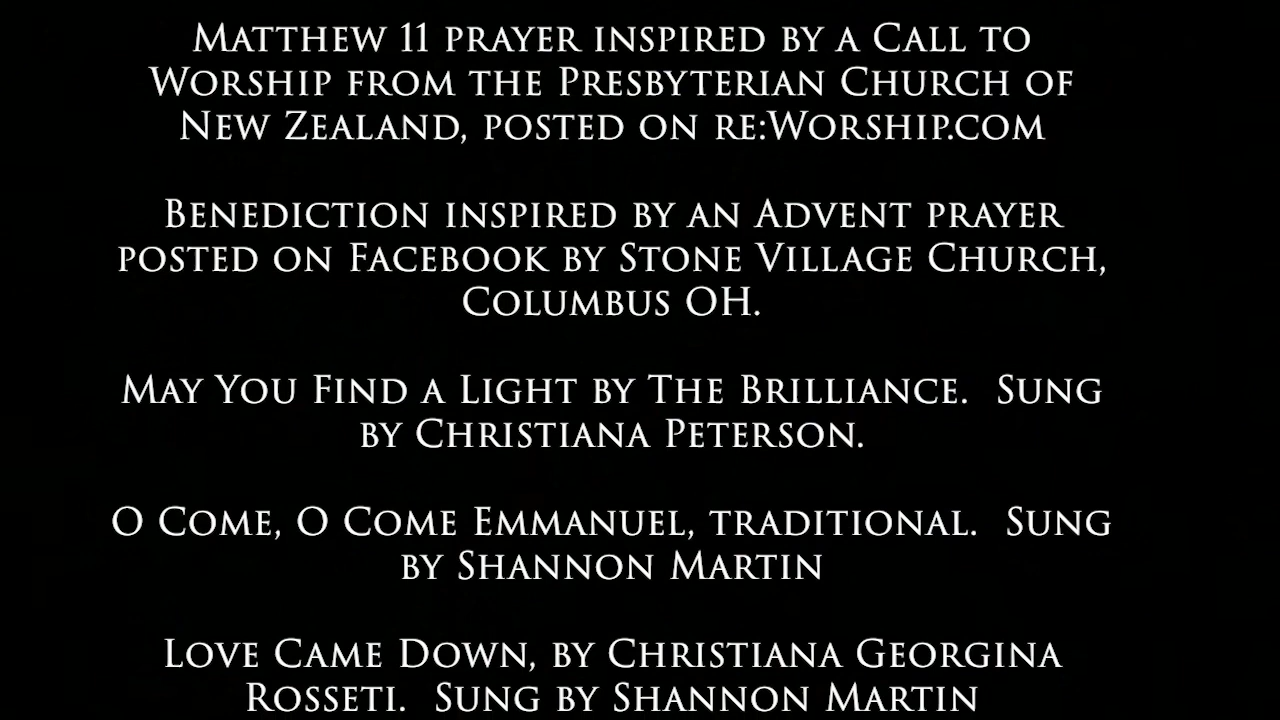 Matthew 11 prayer inspired by a Call to
Worship from the Presbyterian Church of
New Zealand, posted on re:Worship.com
Benediction inspired by an Advent prayer
posted on Facebook by Stone Village Church,
Columbus OH.
May You Find a Light by The Brilliance.  Sung
by Christiana Peterson.
O Come, O Come Emmanuel, traditional.  Sung
by Shannon Martin
Love Came Down, by Christiana Georgina
Rosseti.  Sung by Shannon Martin